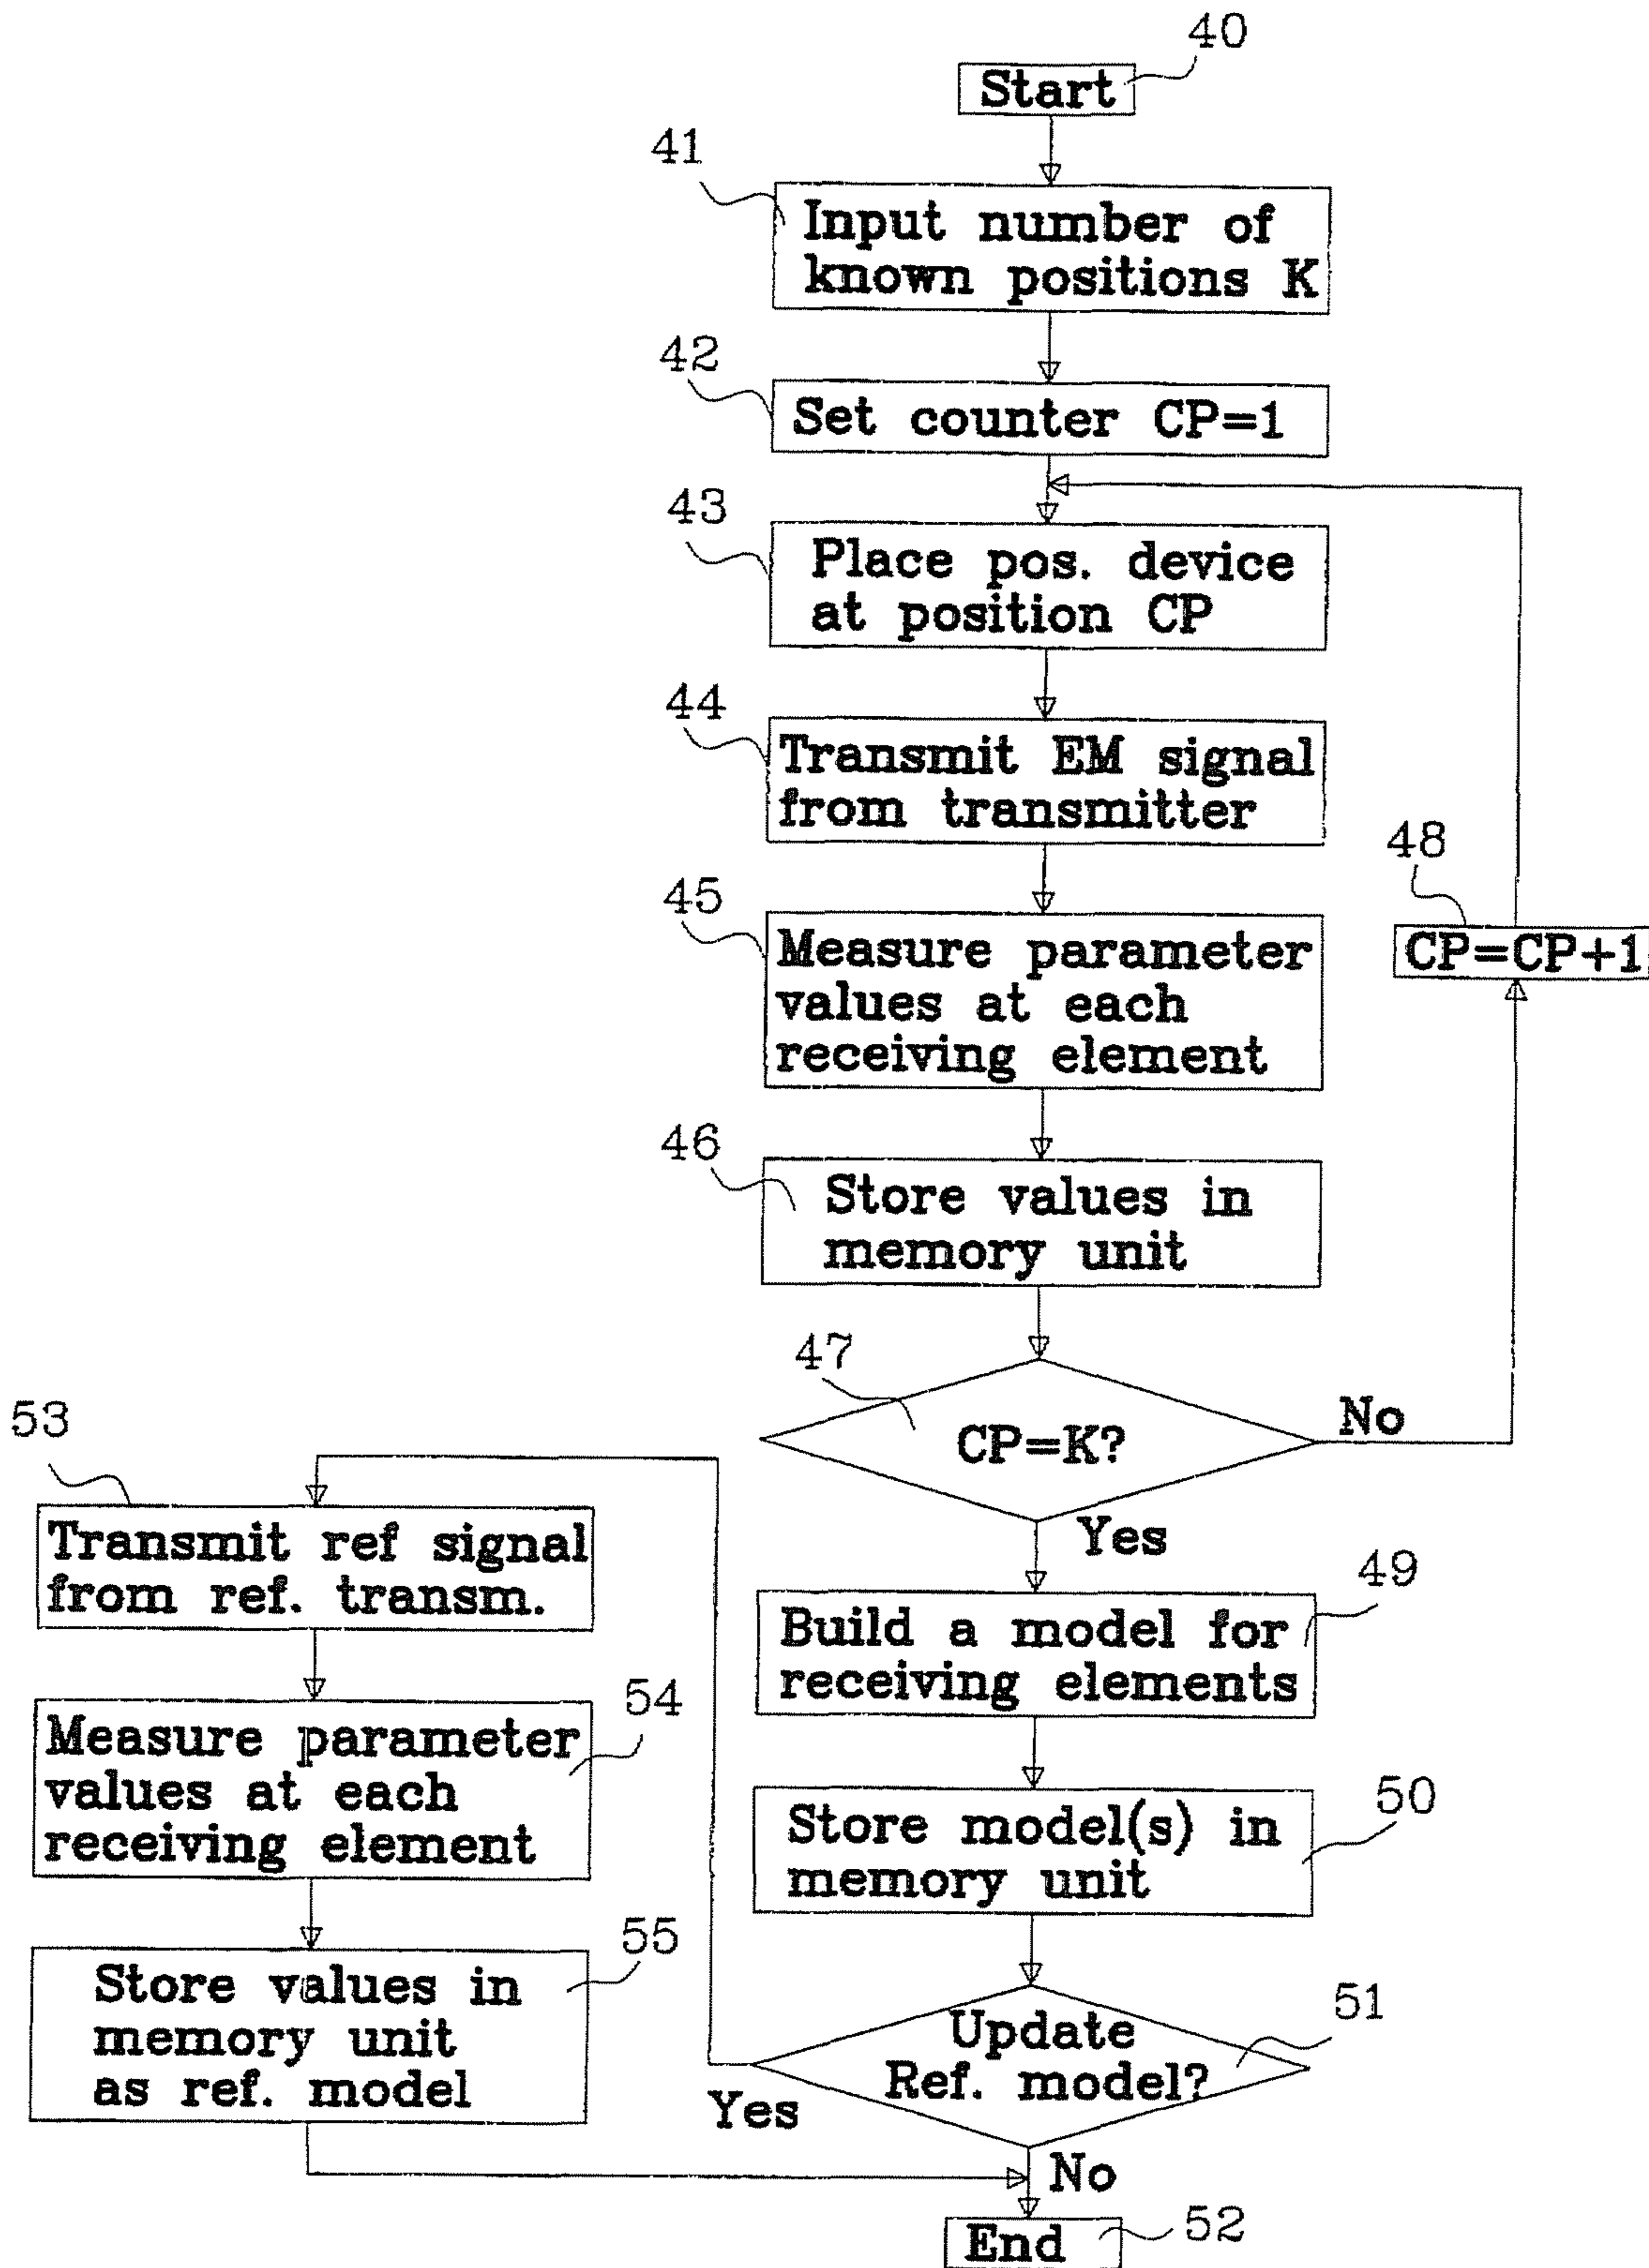 40
Start
41
Input number of
known positions K
42
Set counter CP=1
43
Place pos. device
at position CP
44
Transmit EM signal
from transmitter
45
Measure parameter
values at each
receiving element
48
CP=CP+1
46
Store values in
memory unit
47
CP=K?
No
Yes
49
Build a model for
receiving elements
50
Store model(s) in
memory unit
51
Update
Ref. model?
Yes
No
53
Transmit ref signal
from ref. transm.
54
Measure parameter
values at each
receiving element
55
Store values in
memory unit
as ref. model
End
52